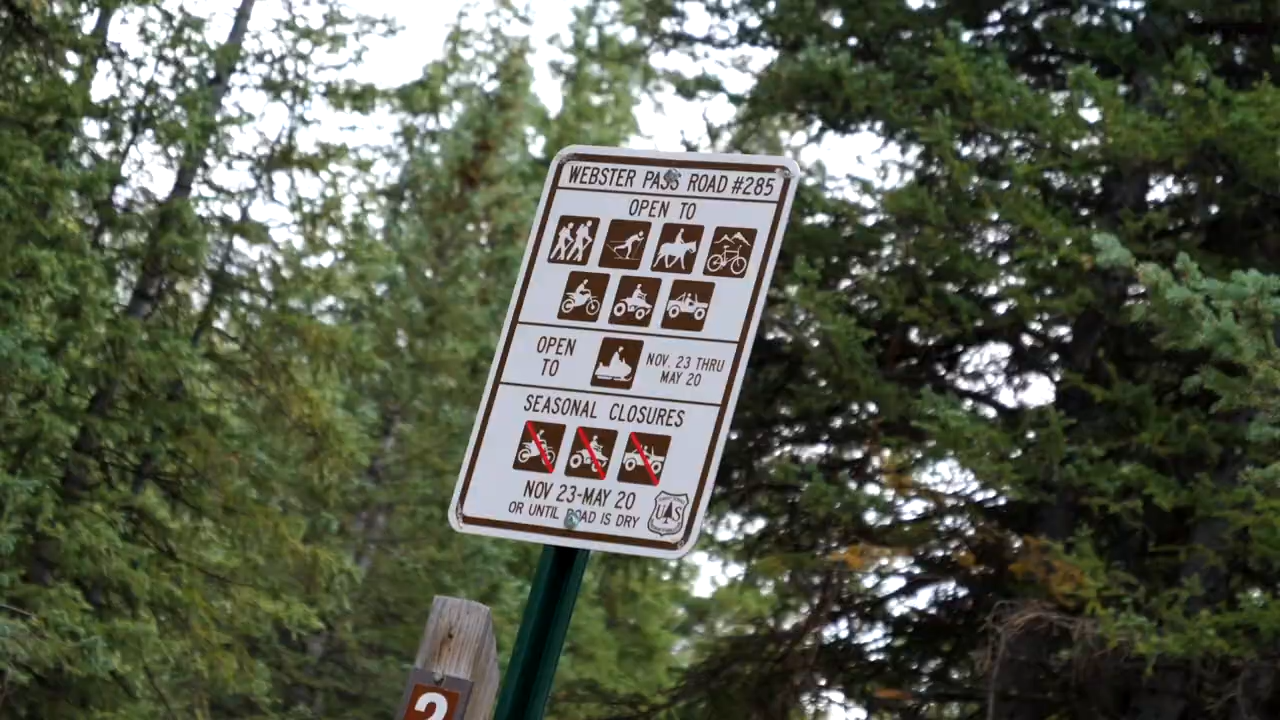 WEBSTER PASS ROAD #285
OPEN TO
OPEN
TO
NOV. 23 THRU
MAY 20
SEASONAL CLOSURES
NOV 23-MAY 20
OR UNTIL ROAD IS DRY
U S
2